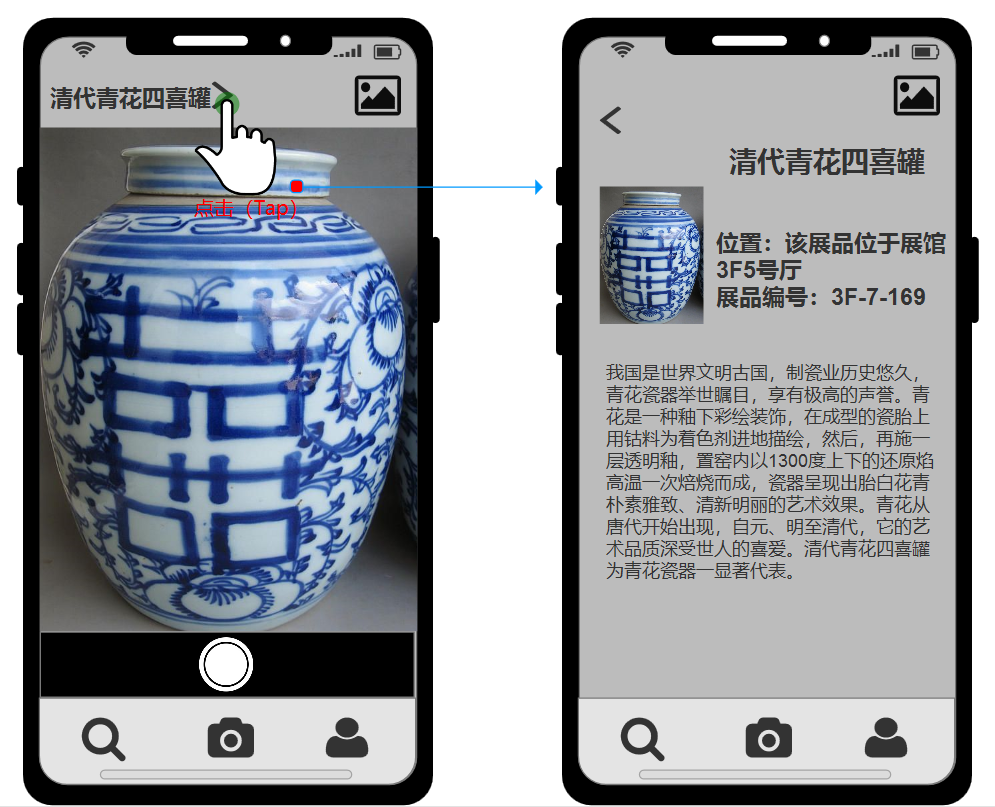 清代青花四喜罐
点击（Tap）
清代青花四喜罐
位置：该展品位于展馆
3F5号厅
展品编号：3F-7-169
我国是世界文明古国，制瓷业历史悠久，
青花瓷器举世瞩目，享有极高的声誉。青
花是一种釉下彩绘装饰，在成型的瓷胎上
用钴料为着色剂进地描绘，然后，再施一
层透明釉，置窑内以1300度上下的还原焰
高温一次焙烧而成，瓷器呈现出胎白花青
朴素雅致、清新明丽的艺术效果。青花从
唐代开始出现，自元、明至清代，它的艺
术品质深受世人的喜爱。清代青花四喜罐
为青花瓷器一显著代表。